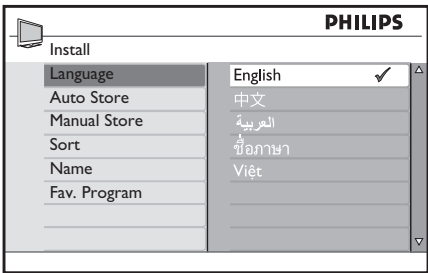 PHILIPS
Install
Language
Auto Store
Manual Store
Sort
Name
Fav. Program
English
中文
العربية
ชื่อภาษา
Việt